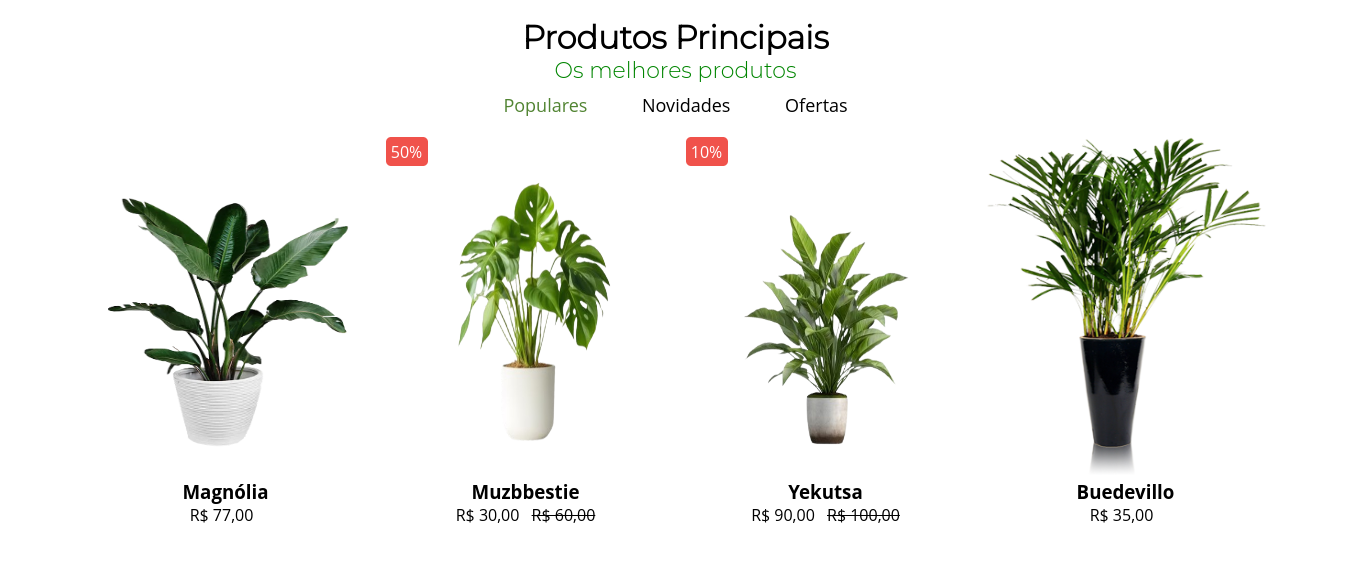 Produtos Principais
Os melhores produtos
Populares Novidades Ofertas
50% 10%
Magnólia Muzbbestie Yekutsa Buedevillo
R$ 77,00 R$ 30,00 R$ 60,00 R$ 90,00 R$ 100,00 R$ 35,00